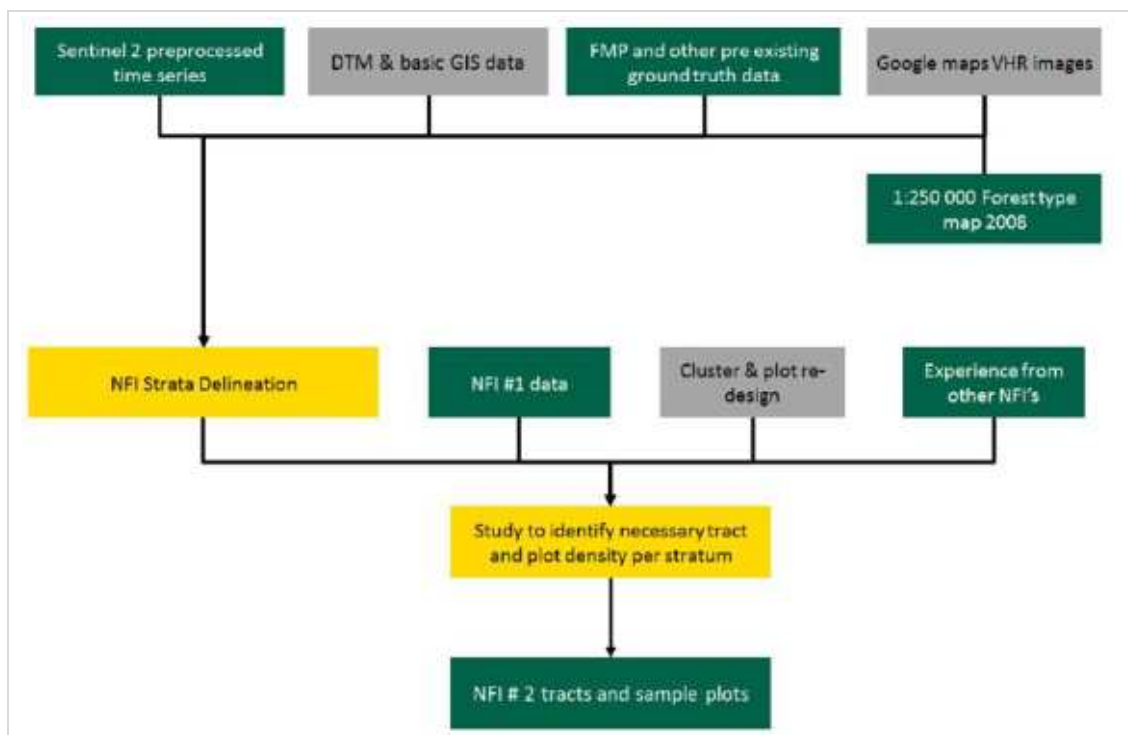 Sentinel 2 preprocessed
time series
DTM & basic GIS data
FMP and other pre existing
ground truth data
Google maps VHR images
1:250 000 Forest type
map 2008
NFI Strata Delineation
NFI #1 data
Cluster & plot re-
design
Experience from
other NFI's
Study to identify necessary tract
and plot density per stratum
NFI # 2 tracts and sample plots